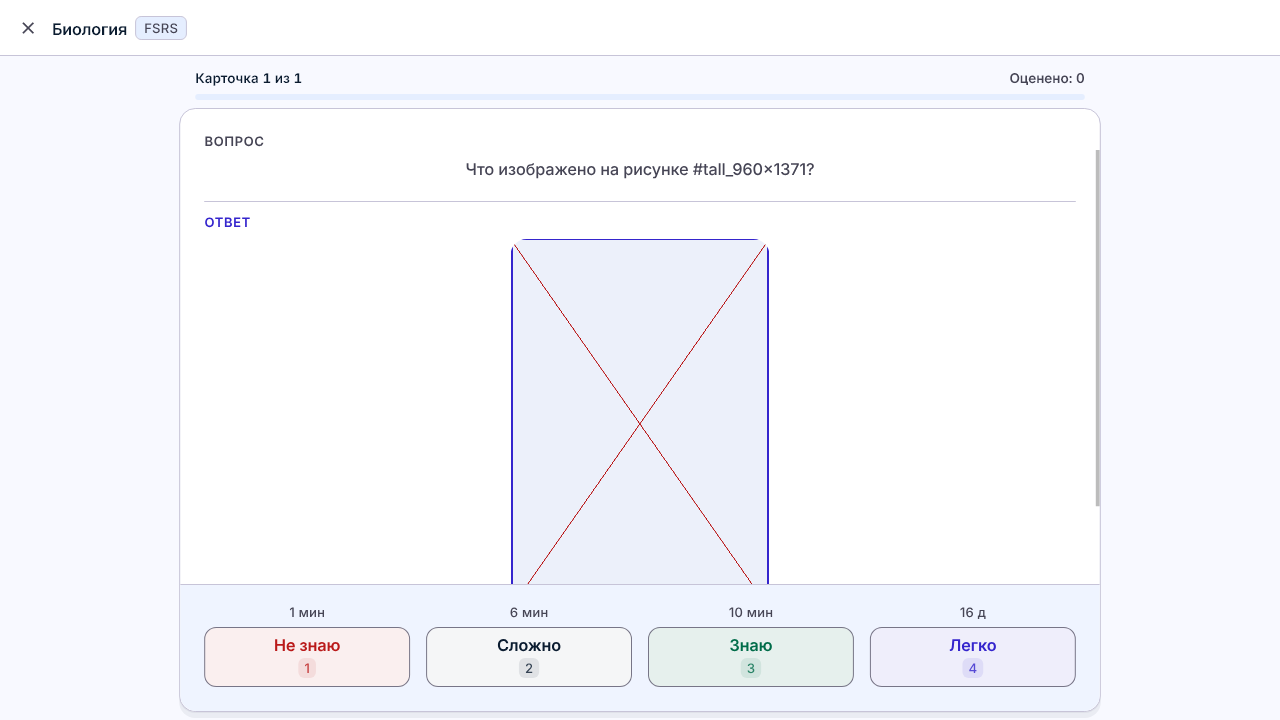 Биология FSRS
Карточка 1 из 1
Оценено: 0
ВОПРОС
Что изображено на рисунке #tall_960×1371?
ОТВЕТ
1 мин
6 мин
10 мин
16 д
Не знаю
1
Сложно
2
Знаю
3
Легко
4